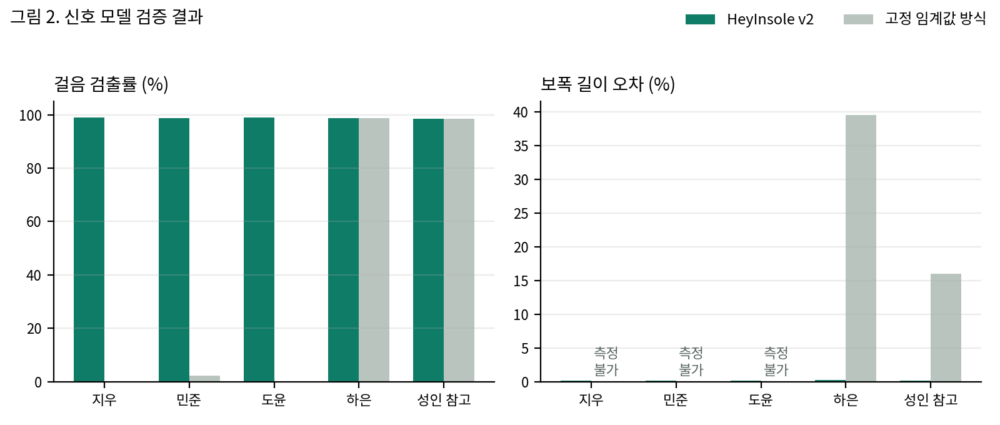 그림 2. 신호 모델 검증 결과
HeyInsole v2
고정 임계값 방식
걸음 검출률 (%)
100
80
60
40
20
0
지우
민준
도윤
하은
성인 참고
보폭 길이 오차 (%)
40
35
30
25
20
15
10
5
0
측정
불가
측정
불가
측정
불가
지우
민준
도윤
하은
성인 참고